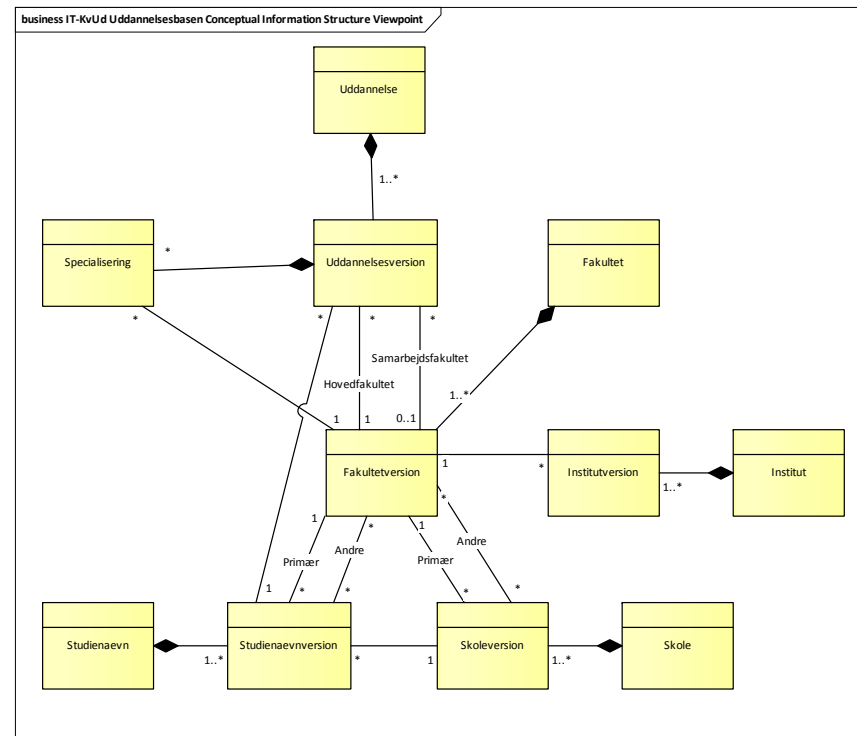 business IT-KvUd Uddannelsesbasen Conceptual Information Structure Viewpoint
Uddannelse
1..*
Specialisering
*
Uddannelsesversion
Fakultet
*
*
*
*
Samarbejdsfakultet
Hovedfakultet
1..*
1
1
0..1
Fakultetversion
1
*
Institutversion
1..*
Institut
*
1
*
1
Primær
Andre
Primær
Andre
1
*
*
*
*
Studienaevn
1..*
Studienaevnversion
*
1
Skoleversion
1..*
Skole
*